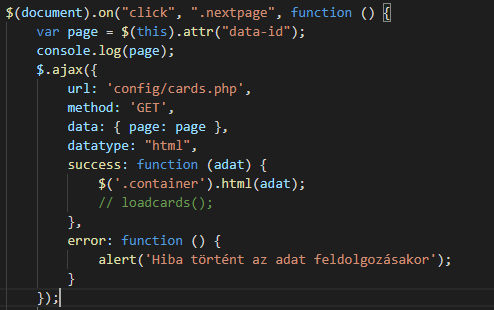 $(document).on("click", ".nextpage", function () {
var page = $(this).attr("data-id");
console.log(page);
$.ajax({
url: 'config/cards.php',
method: 'GET',
data: { page: page },
datatype: "html",
success: function (adat) {
$('.container').html(adat);
// loadcards();
},
error: function () {
alert('Hiba történt az adat feldolgozásakor');
}
});